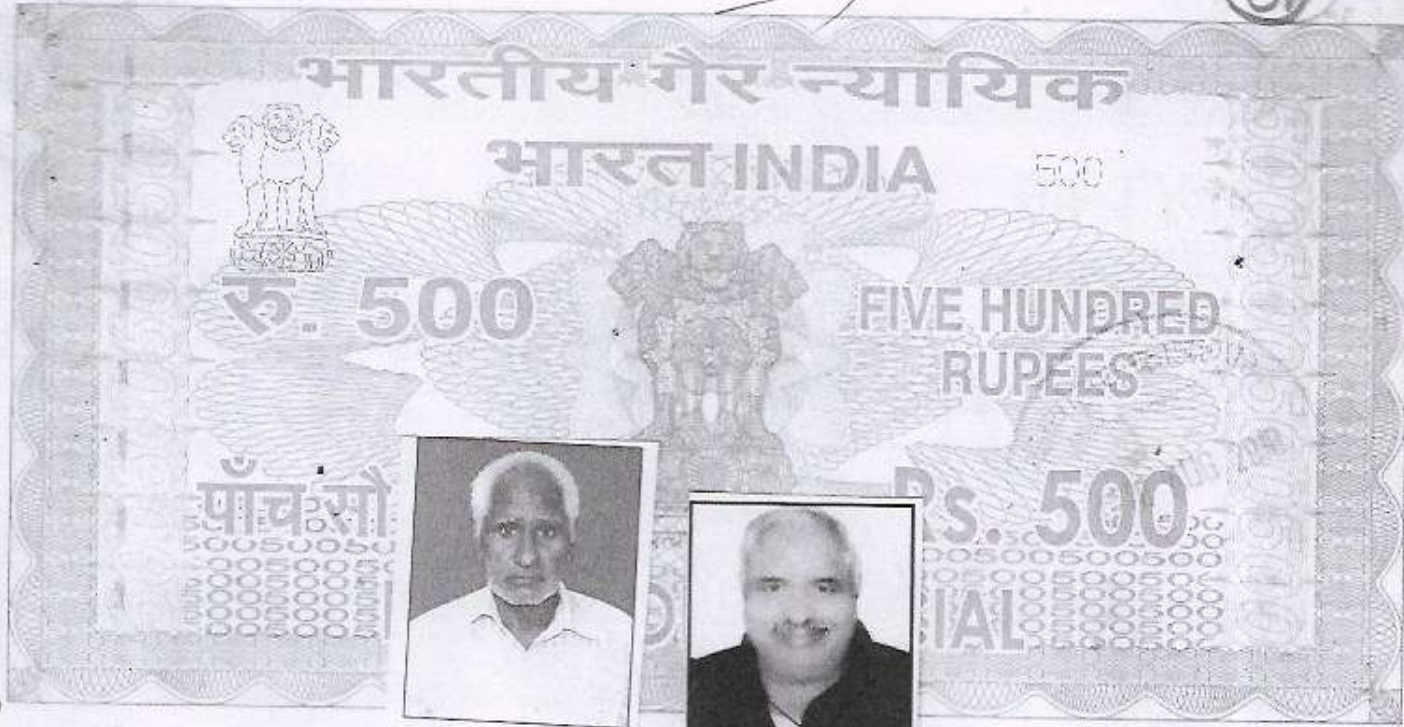 भारतीय गैर न्यायिक
भारत INDIA
500
रु. 500
FIVE HUNDRED
RUPEES
पाँच सौ
Rs. 500